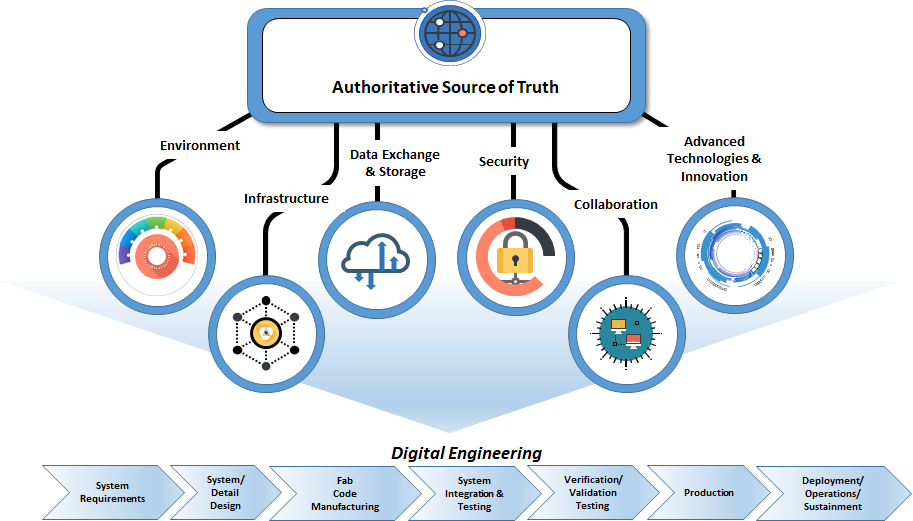 Authoritative Source of Truth
Environment
Infrastructure
Data Exchange
& Storage
Security
Collaboration
Advanced
Technologies &
Innovation
Digital Engineering
System
Requirements
System/
Detail
Design
Fab
Code
Manufacturing
System
Integration &
Testing
Verification/
Validation
Testing
Production
Deployment/
Operations/
Sustainment